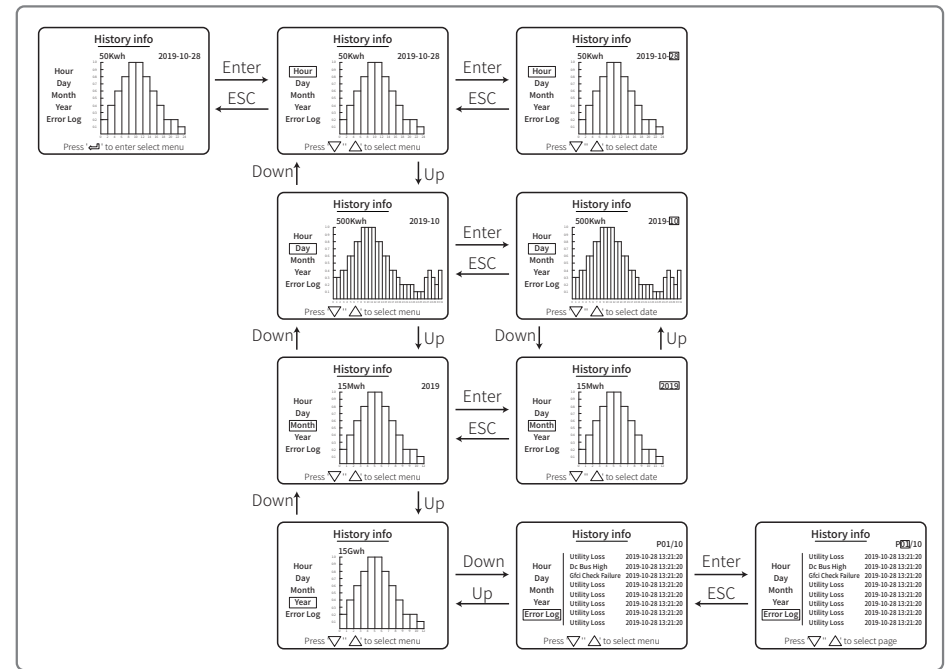 History info
50Kwh 2019-10-28
Hour
Day
Month
Year
Error Log
Press " " to enter select menu
Enter
ESC
History info
50Kwh 2019-10-28
Hour
Day
Month
Year
Error Log
Press " " to select menu
Enter
ESC
History info
50Kwh 2019-10-28
Hour
Day
Month
Year
Error Log
Press " " to select date
Down
Up
History info
500Kwh 2019-10
Hour
Day
Month
Year
Error Log
Press " " to select menu
Enter
ESC
History info
500Kwh 2019-10
Hour
Day
Month
Year
Error Log
Press " " to select date
Down
Up
Down
Up
History info
15Mwh 2019
Hour
Day
Month
Year
Error Log
Press " " to select menu
Enter
ESC
History info
15Mwh 2019
Hour
Day
Month
Year
Error Log
Press " " to select date
Down
Up
History info
15Gwh
Hour
Day
Month
Year
Error Log
Press " " to select menu
Down
Up
History info
P01/10
Hour
Day
Month
Year
Error Log
Utility Loss 2019-10-28 13:21:20
Dc Bus High 2019-10-28 13:21:20
Gfci Check Failure 2019-10-28 13:21:20
Utility Loss 2019-10-28 13:21:20
Utility Loss 2019-10-28 13:21:20
Utility Loss 2019-10-28 13:21:20
Utility Loss 2019-10-28 13:21:20
Utility Loss 2019-10-28 13:21:20
Press " " to select menu
Enter
ESC
History info
P01/10
Hour
Day
Month
Year
Error Log
Utility Loss 2019-10-28 13:21:20
Dc Bus High 2019-10-28 13:21:20
Gfci Check Failure 2019-10-28 13:21:20
Utility Loss 2019-10-28 13:21:20
Utility Loss 2019-10-28 13:21:20
Utility Loss 2019-10-28 13:21:20
Utility Loss 2019-10-28 13:21:20
Utility Loss 2019-10-28 13:21:20
Press " " to select page